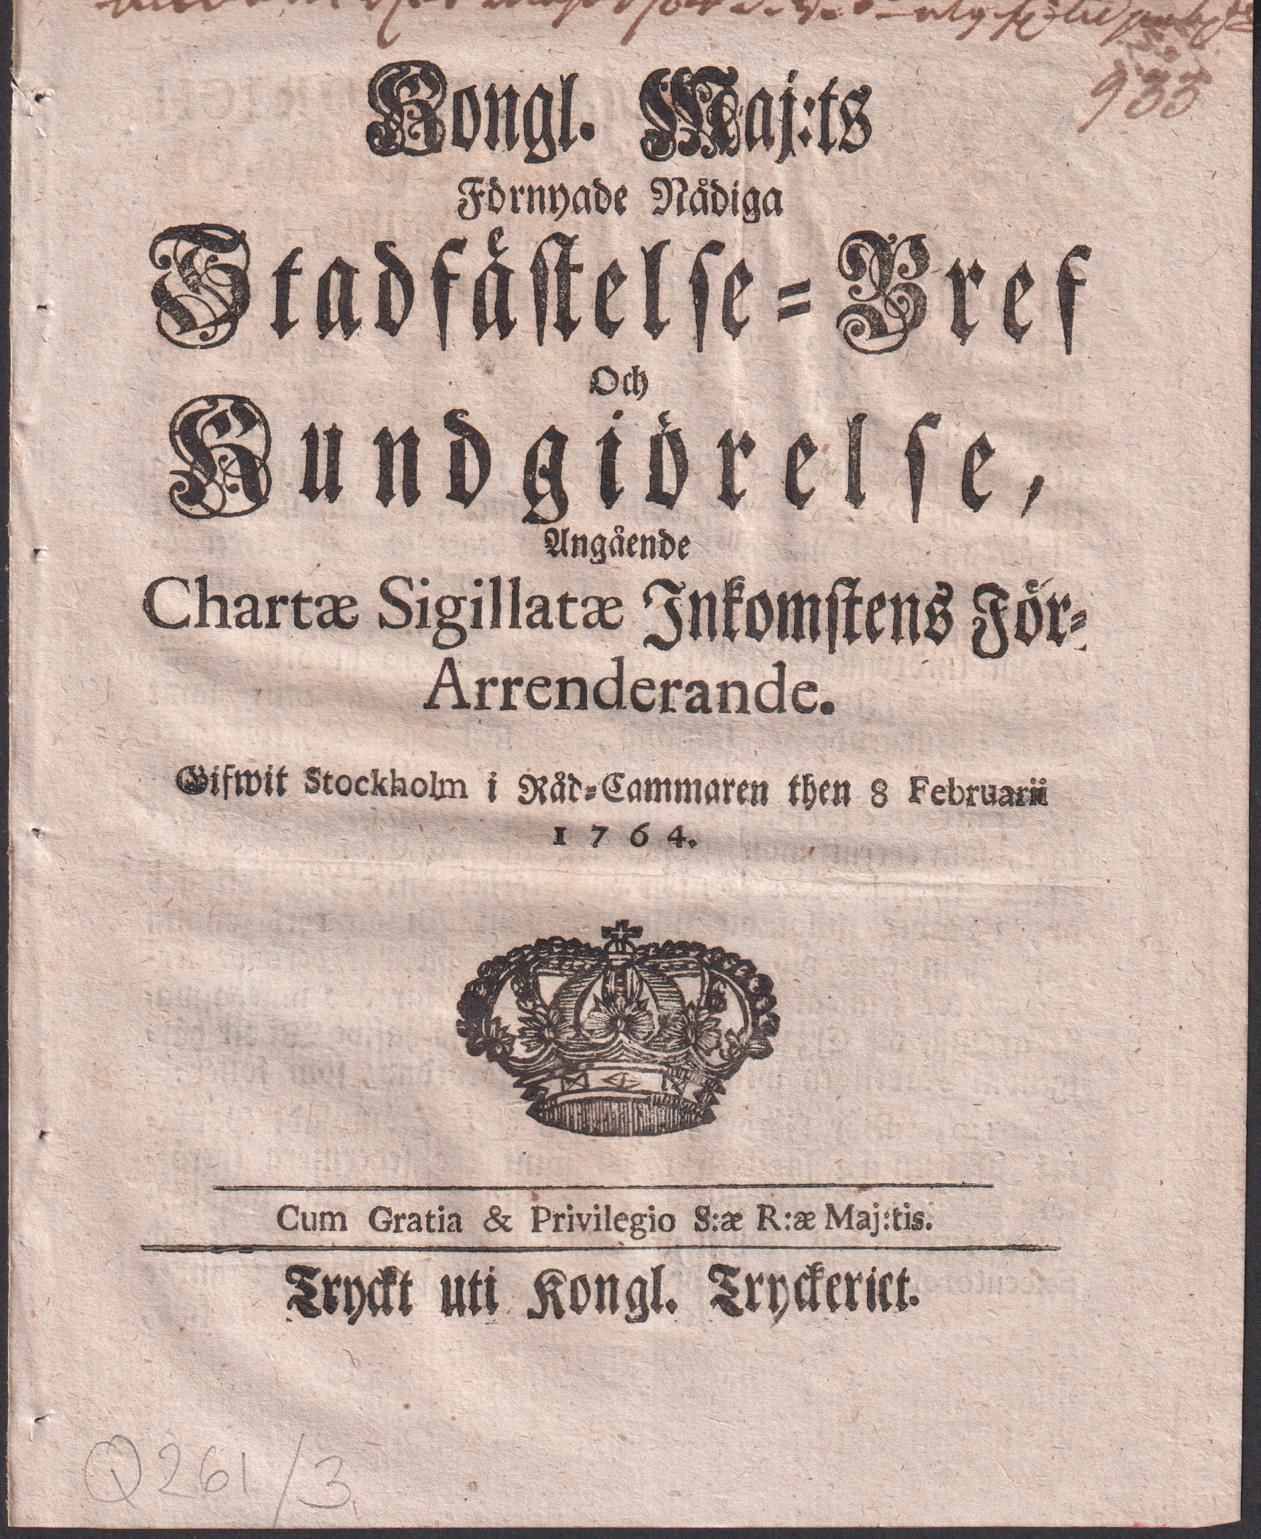 933
Kongl. Maj:ts
Förnyade Nådiga
Stadfästelse-Bref
Och
Kundgiörelse,
Angående
Chartæ Sigillatæ Inkomstens För-
Arrenderande.
Gifwit Stockholm i Råd-Cammaren then 8 Februarii
1764.
Cum Gratia & Privilegio S:æ R:æ Maj:tis.
Tryckt uti Kongl. Tryckeriet.
Q261/3.